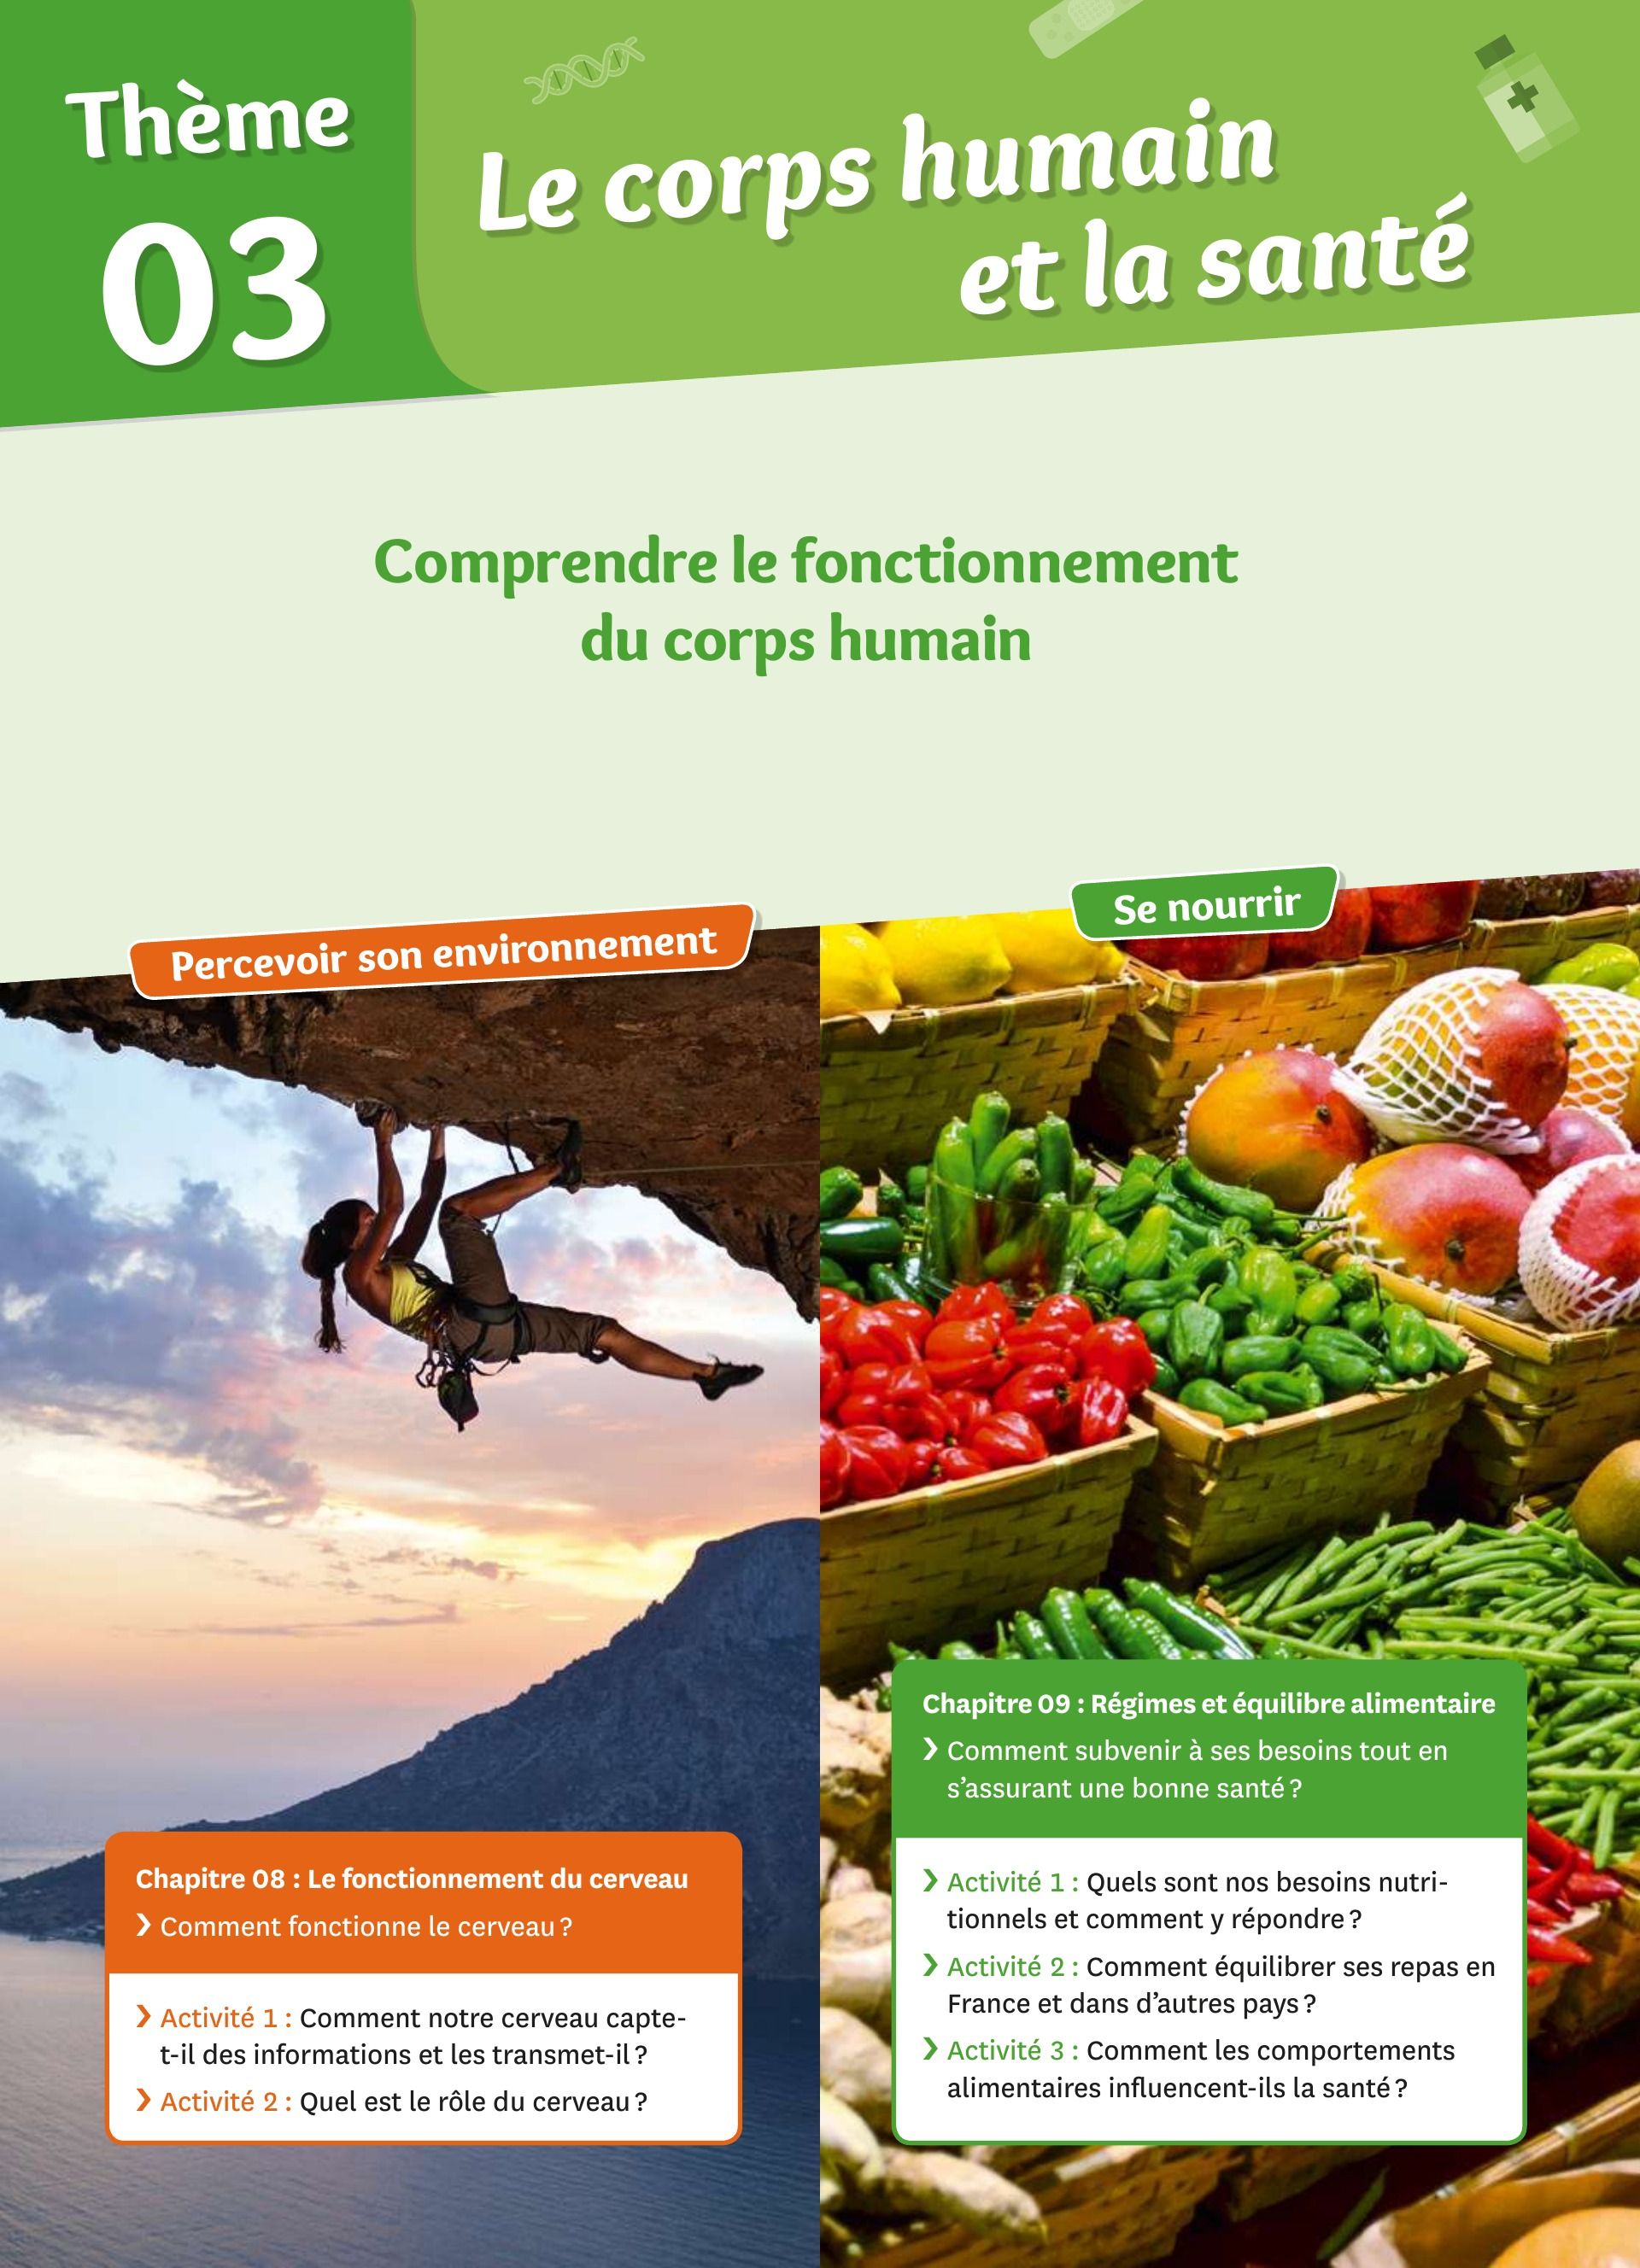 Thème
03
Le corps humain
et la santé
Comprendre le fonctionnement
du corps humain
Percevoir son environnement
Se nourrir
Chapitre 08 : Le fonctionnement du cerveau
❯ Comment fonctionne le cerveau ?
❯ Activité 1 : Comment notre cerveau capte-
t-il des informations et les transmet-il ?
❯ Activité 2 : Quel est le rôle du cerveau ?
Chapitre 09 : Régimes et équilibre alimentaire
❯ Comment subvenir à ses besoins tout en
s’assurant une bonne santé ?
❯ Activité 1 : Quels sont nos besoins nutri-
tionnels et comment y répondre ?
❯ Activité 2 : Comment équilibrer ses repas en
France et dans d’autres pays ?
❯ Activité 3 : Comment les comportements
alimentaires influencent-ils la santé ?